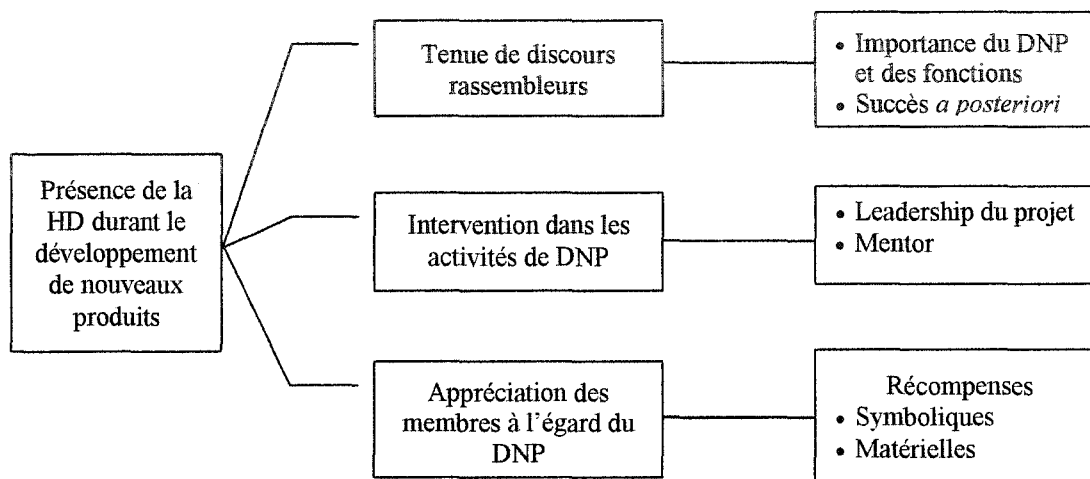 Présence de la
HD durant le
développement
de nouveaux
produits
Tenue de discours
rassembleurs
• Importance du DNP
et des fonctions
• Succès a posteriori
Intervention dans les
activités de DNP
• Leadership du projet
• Mentor
Appréciation des
membres à l'égard du
DNP
Récompenses
• Symboliques
• Matérielles